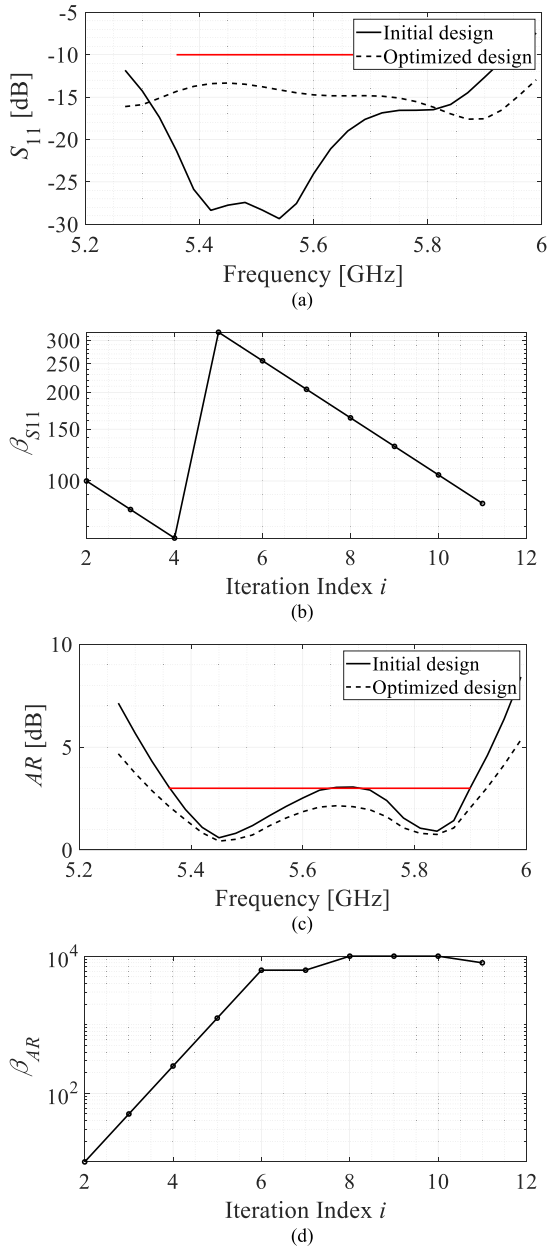 -5
-10
-15
-20
-25
-30
S11 [dB]
Initial design
Optimized design
5.2 5.4 5.6 5.8 6
Frequency [GHz]
(a)
300
250
200
150
100
βS11
2 4 6 8 10 12
Iteration Index i
(b)
10
5
0
AR [dB]
Initial design
Optimized design
5.2 5.4 5.6 5.8 6
Frequency [GHz]
(c)
10^4
10^2
βAR
2 4 6 8 10 12
Iteration Index i
(d)